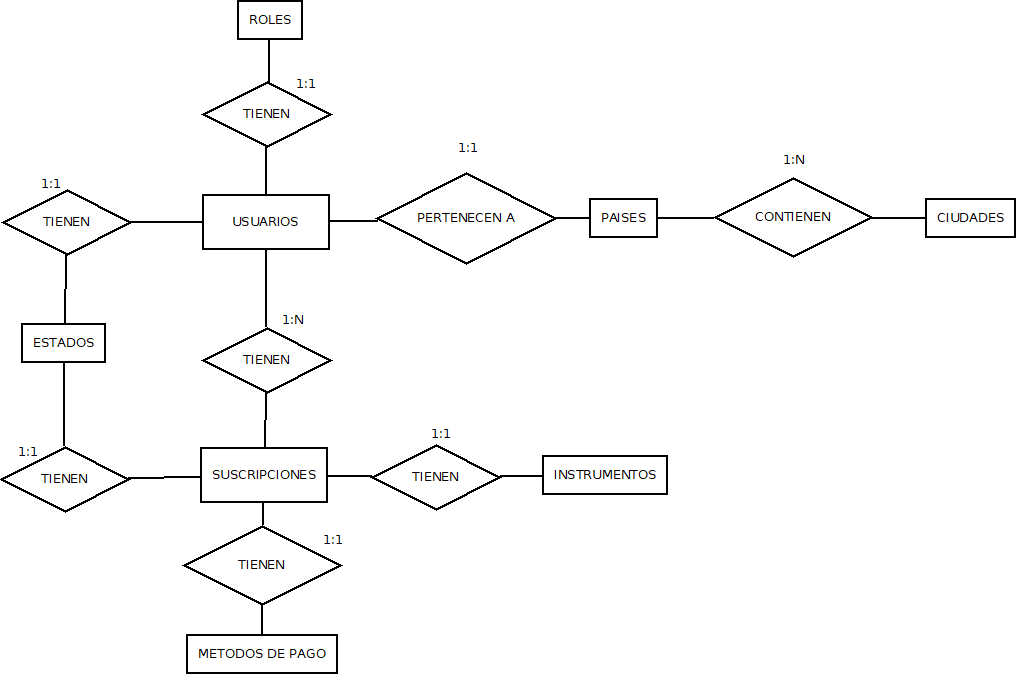 ROLES
1:1
TIENEN
1:1
1:1
1:N
TIENEN
USUARIOS
PERTENECEN A
PAISES
CONTIENEN
CIUDADES
1:N
ESTADOS
TIENEN
1:1
1:1
TIENEN
SUSCRIPCIONES
TIENEN
INSTRUMENTOS
1:1
TIENEN
METODOS DE PAGO